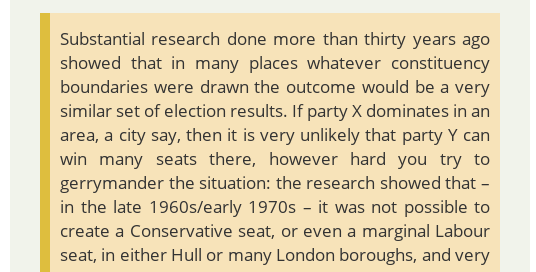 Substantial research done more than thirty years ago
showed that in many places whatever constituency
boundaries were drawn the outcome would be a very
similar set of election results. If party X dominates in an
area, a city say, then it is very unlikely that party Y can
win many seats there, however hard you try to
gerrymander the situation: the research showed that –
in the late 1960s/early 1970s – it was not possible to
create a Conservative seat, or even a marginal Labour
seat, in either Hull or many London boroughs, and very